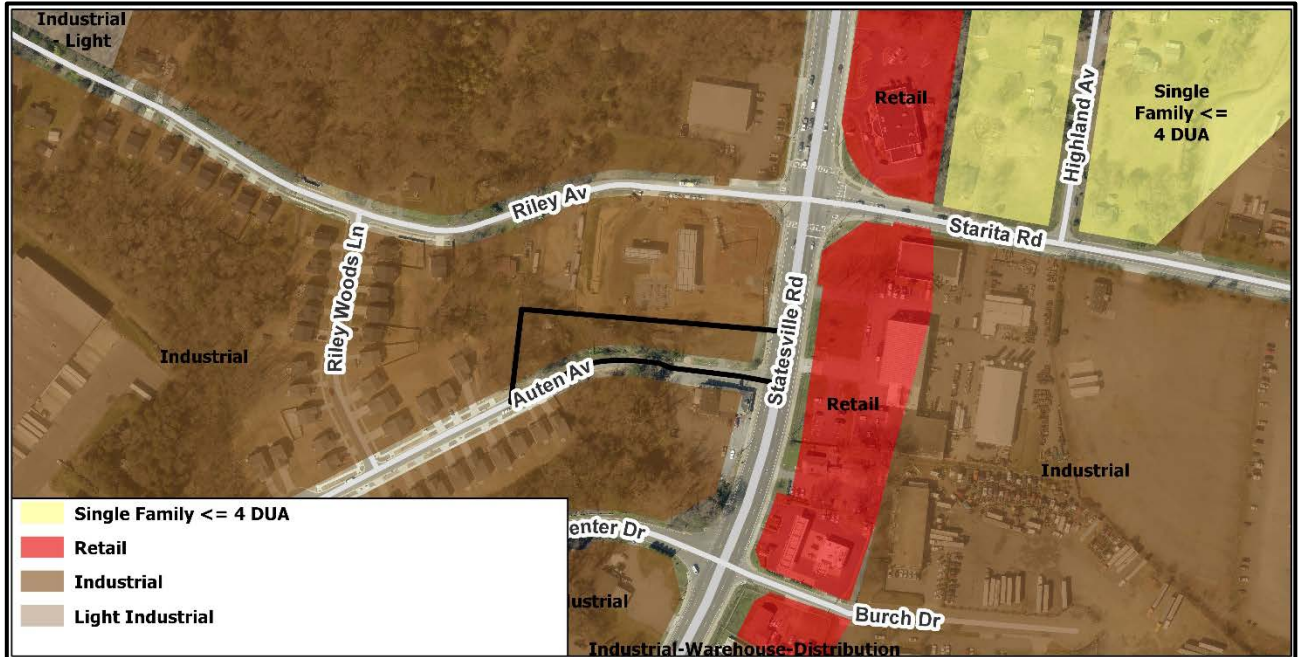 Industrial
- Light
Retail
Single
Family <=
4 DUA
Highland Av
Riley Av
Starita Rd
Riley Woods Ln
Statesville Rd
Industrial
Auten Av
Retail
Industrial
enter Dr
dustrial
Burch Dr
Industrial-Warehouse-Distribution
Single Family <= 4 DUA
Retail
Industrial
Light Industrial